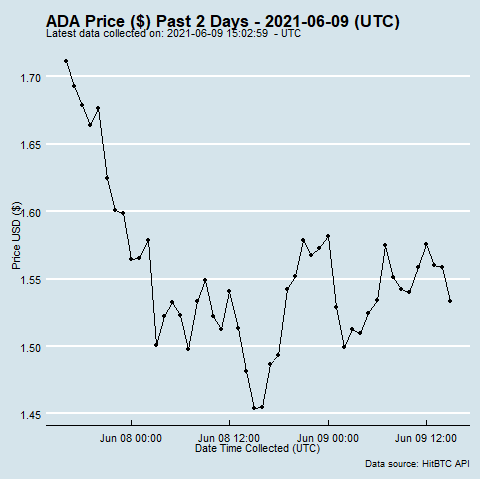 ADA Price ($) Past 2 Days - 2021-06-09 (UTC)
Latest data collected on: 2021-06-09 15:02:59 - UTC
1.70
1.65
1.60
1.55
1.50
1.45
Price USD ($)
Jun 08 00:00 Jun 08 12:00 Jun 09 00:00 Jun 09 12:00
Date Time Collected (UTC)
Data source: HitBTC API